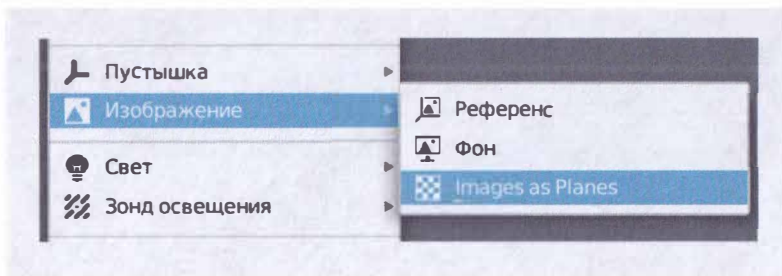 Пустышка
Изображение
Свет
Зонд освещения
Референс
Фон
Images as Planes